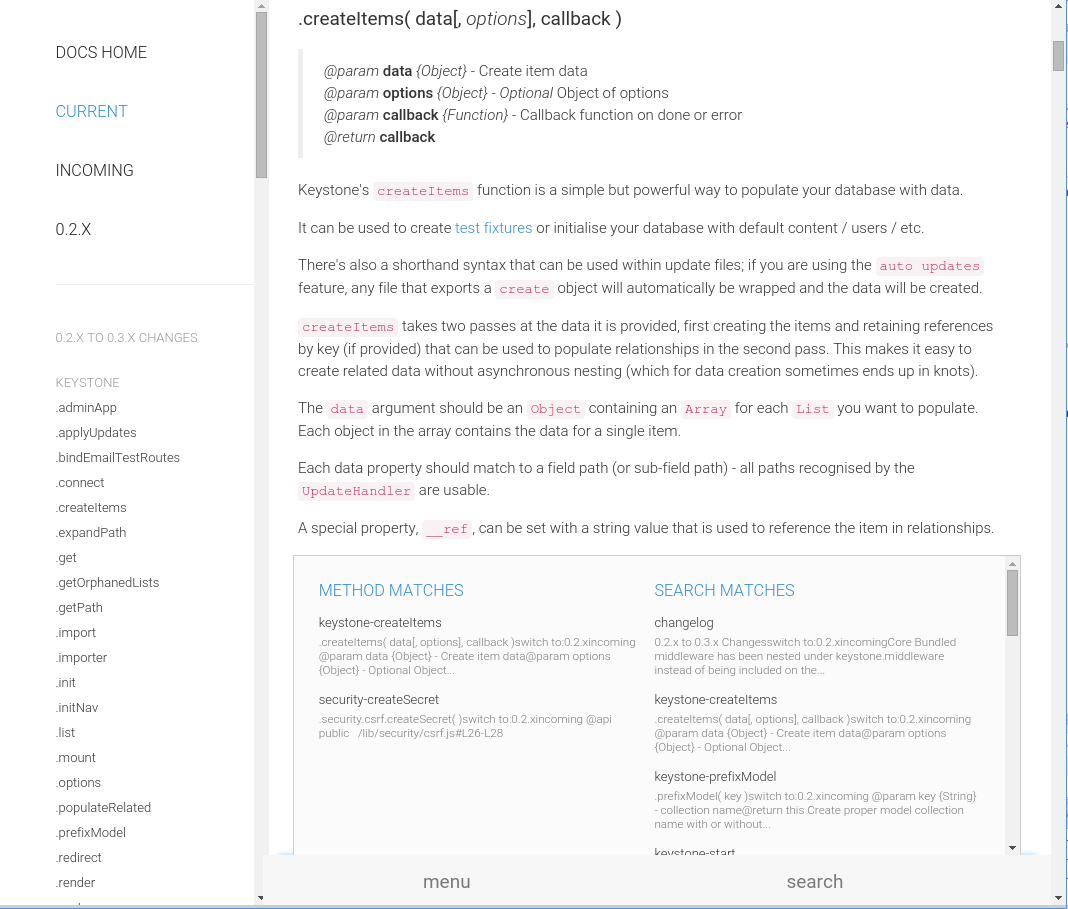 DOCS HOME
CURRENT
INCOMING
0.2.X
0.2.X TO 0.3.X CHANGES
KEYSTONE
.adminApp
.applyUpdates
.bindEmailTestRoutes
.connect
.createItems
.expandPath
.get
.getOrphanedLists
.getPath
.import
.importer
.init
.initNav
.list
.mount
.options
.populateRelated
.prefixModel
.redirect
.render
.createItems( data[, options], callback )
@param data {Object} - Create item data
@param options {Object} - Optional Object of options
@param callback {Function} - Callback function on done or error
@return callback
Keystone's createItems function is a simple but powerful way to populate your database with data.
It can be used to create test fixtures or initialise your database with default content / users / etc.
There's also a shorthand syntax that can be used within update files; if you are using the auto updates
feature, any file that exports a create object will automatically be wrapped and the data will be created.
createItems takes two passes at the data it is provided, first creating the items and retaining references
by key (if provided) that can be used to populate relationships in the second pass. This makes it easy to
create related data without asynchronous nesting (which for data creation sometimes ends up in knots).
The data argument should be an Object containing an Array for each List you want to populate.
Each object in the array contains the data for a single item.
Each data property should match to a field path (or sub-field path) - all paths recognised by the
UpdateHandler are usable.
A special property, __ref, can be set with a string value that is used to reference the item in relationships.
METHOD MATCHES
keystone-createItems
.createItems( data[, options], callback )switch to:0.2.xincoming
@param data {Object} - Create item data@param options
{Object} - Optional Object...
security-createSecret
.security.csrf.createSecret( )switch to:0.2.xincoming @api
public /lib/security/csrf.js#L26-L28
SEARCH MATCHES
changelog
0.2.x to 0.3.x Changesswitch to:0.2.xincomingCore Bundled
middleware has been nested under keystone.middleware
instead of being included on the...
keystone-createItems
.createItems( data[, options], callback )switch to:0.2.xincoming
@param data {Object} - Create item data@param options
{Object} - Optional Object...
keystone-prefixModel
.prefixModel( key )switch to:0.2.xincoming @param key {String}
- collection name@return this Create proper model collection
name with or without...
keystone-start
menu
search